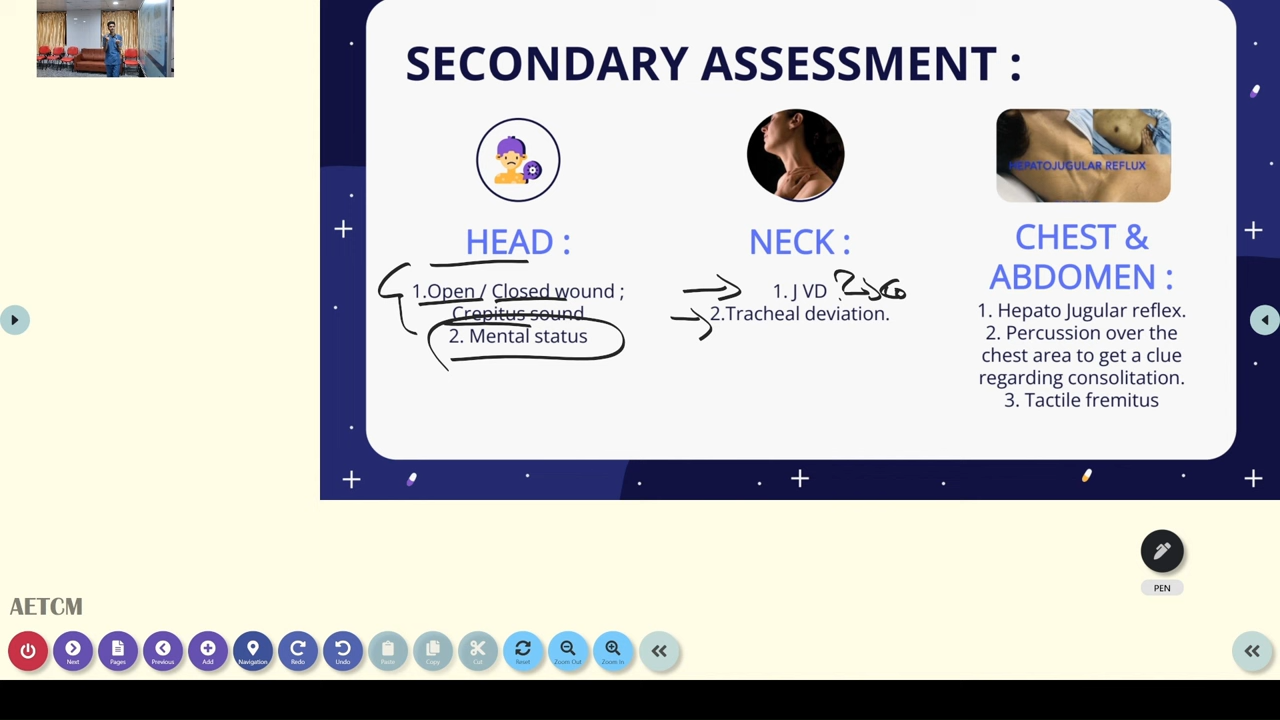 SECONDARY ASSESSMENT :
HEPATOJUGULAR REFLUX
HEAD :
1.Open / Closed wound ;
Crepitus sound
2. Mental status
NECK :
1. J VD
2.Tracheal deviation.
CHEST &
ABDOMEN :
1. Hepato Jugular reflex.
2. Percussion over the
chest area to get a clue
regarding consolitation.
3. Tactile fremitus
PEN
AETCM
Next
Pages
Previous
Add
Navigation
Redo
Undo
Paste
Copy
Cut
Reset
Zoom Out
Zoom In